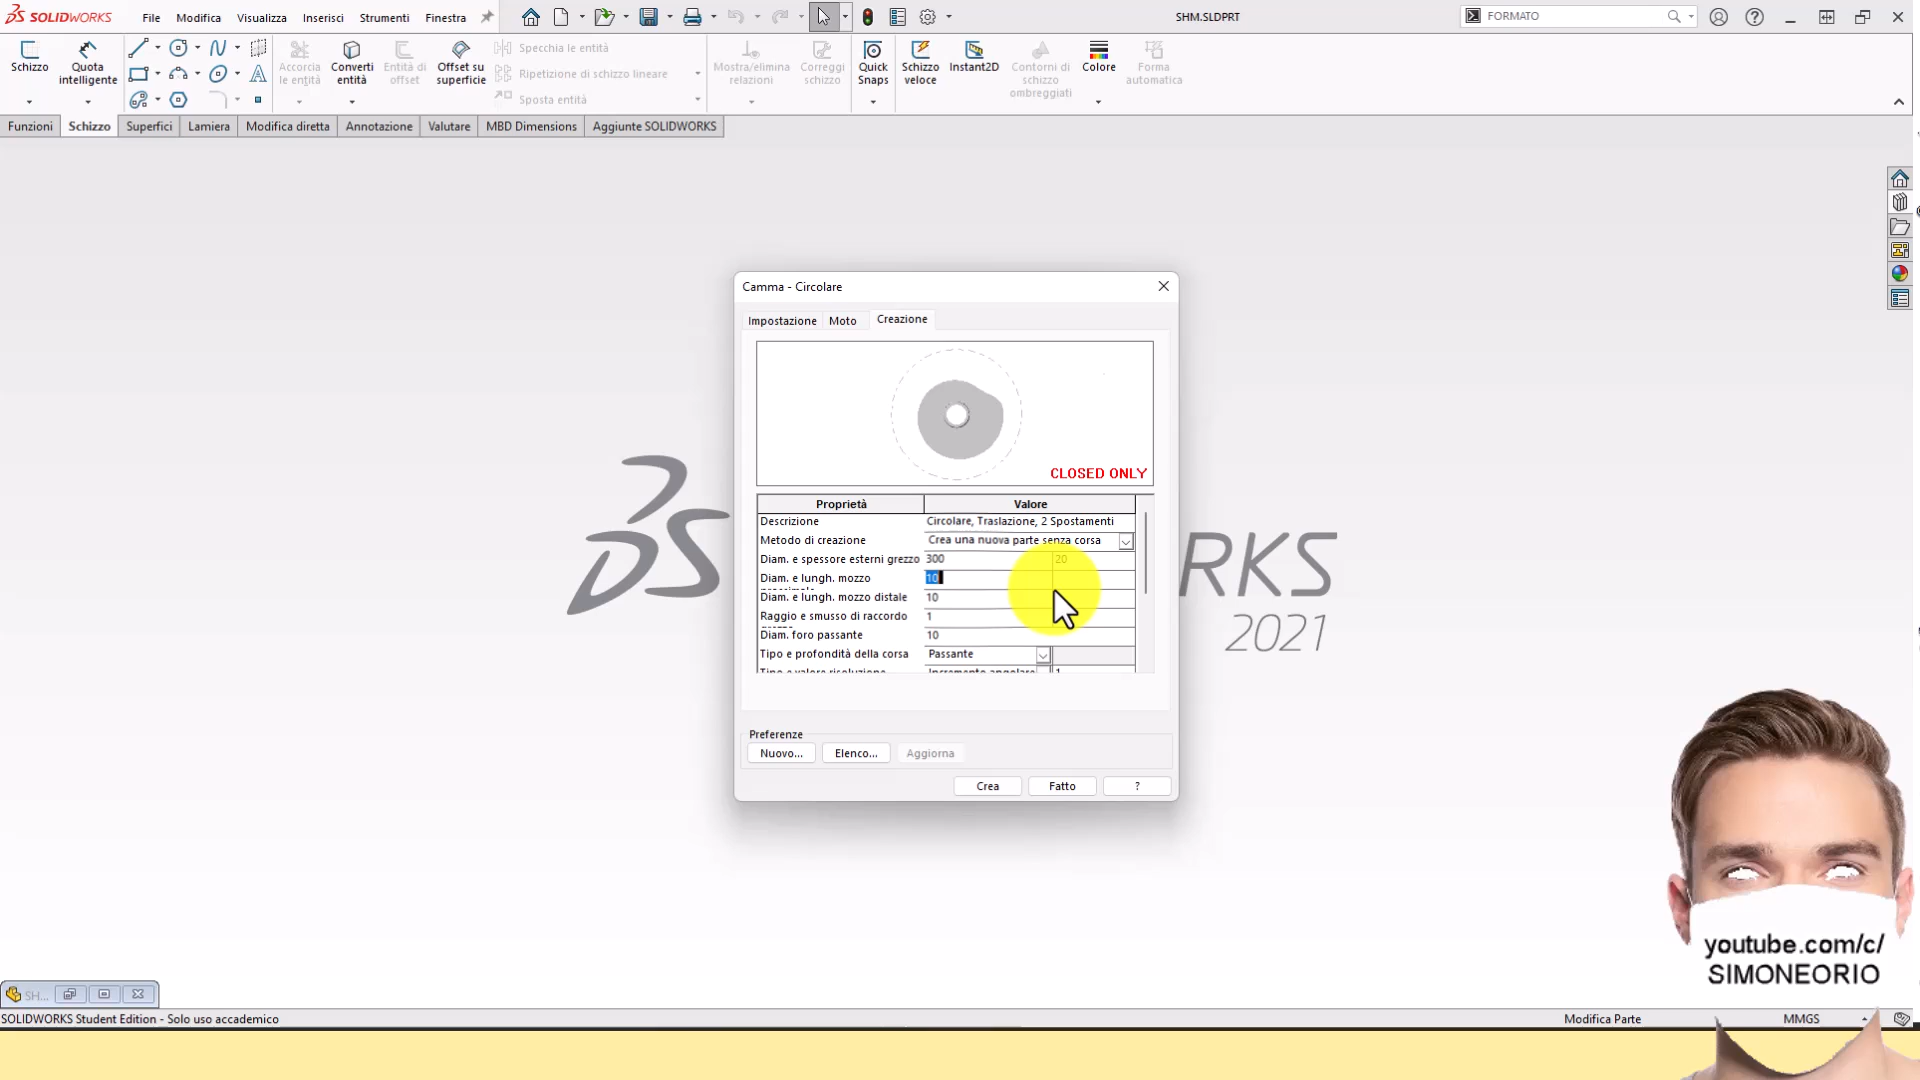 SOLIDWORKS
File
Modifica
Visualizza
Inserisci
Strumenti
Finestra
SHM.SLDPRT
FORMATO
Schizzo
Quota intelligente
Accorcia le entità
Converti entità
Entità di offset
Offset su superficie
Specchia le entità
Ripetizione di schizzo lineare
Sposta entità
Mostra/elimina relazioni
Correggi schizzo
Quick Snaps
Schizzo veloce
Instant2D
Contorni di schizzo ombreggiati
Colore
Forma automatica
Funzioni
Schizzo
Superfici
Lamiera
Modifica diretta
Annotazione
Valutare
MBD Dimensions
Aggiunte SOLIDWORKS
Camma - Circolare
Impostazione
Moto
Creazione
CLOSED ONLY
Proprietà Valore
Descrizione Circolare, Traslazione, 2 Spostamenti
Metodo di creazione Crea una nuova parte senza corsa
Diam. e spessore esterni grezzo 300 20
Diam. e lungh. mozzo 10
Diam. e lungh. mozzo distale 10
Raggio e smusso di raccordo 1
Diam. foro passante 10
Tipo e profondità della corsa Passante
Tipo e valore risoluzione Incremento angolare 1
Preferenze
Nuovo...
Elenco...
Aggiorna
Crea
Fatto
?
RKS
2021
youtube.com/c/
SIMONEORIO
SH...
SOLIDWORKS Student Edition - Solo uso accademico
Modifica Parte
MMGS